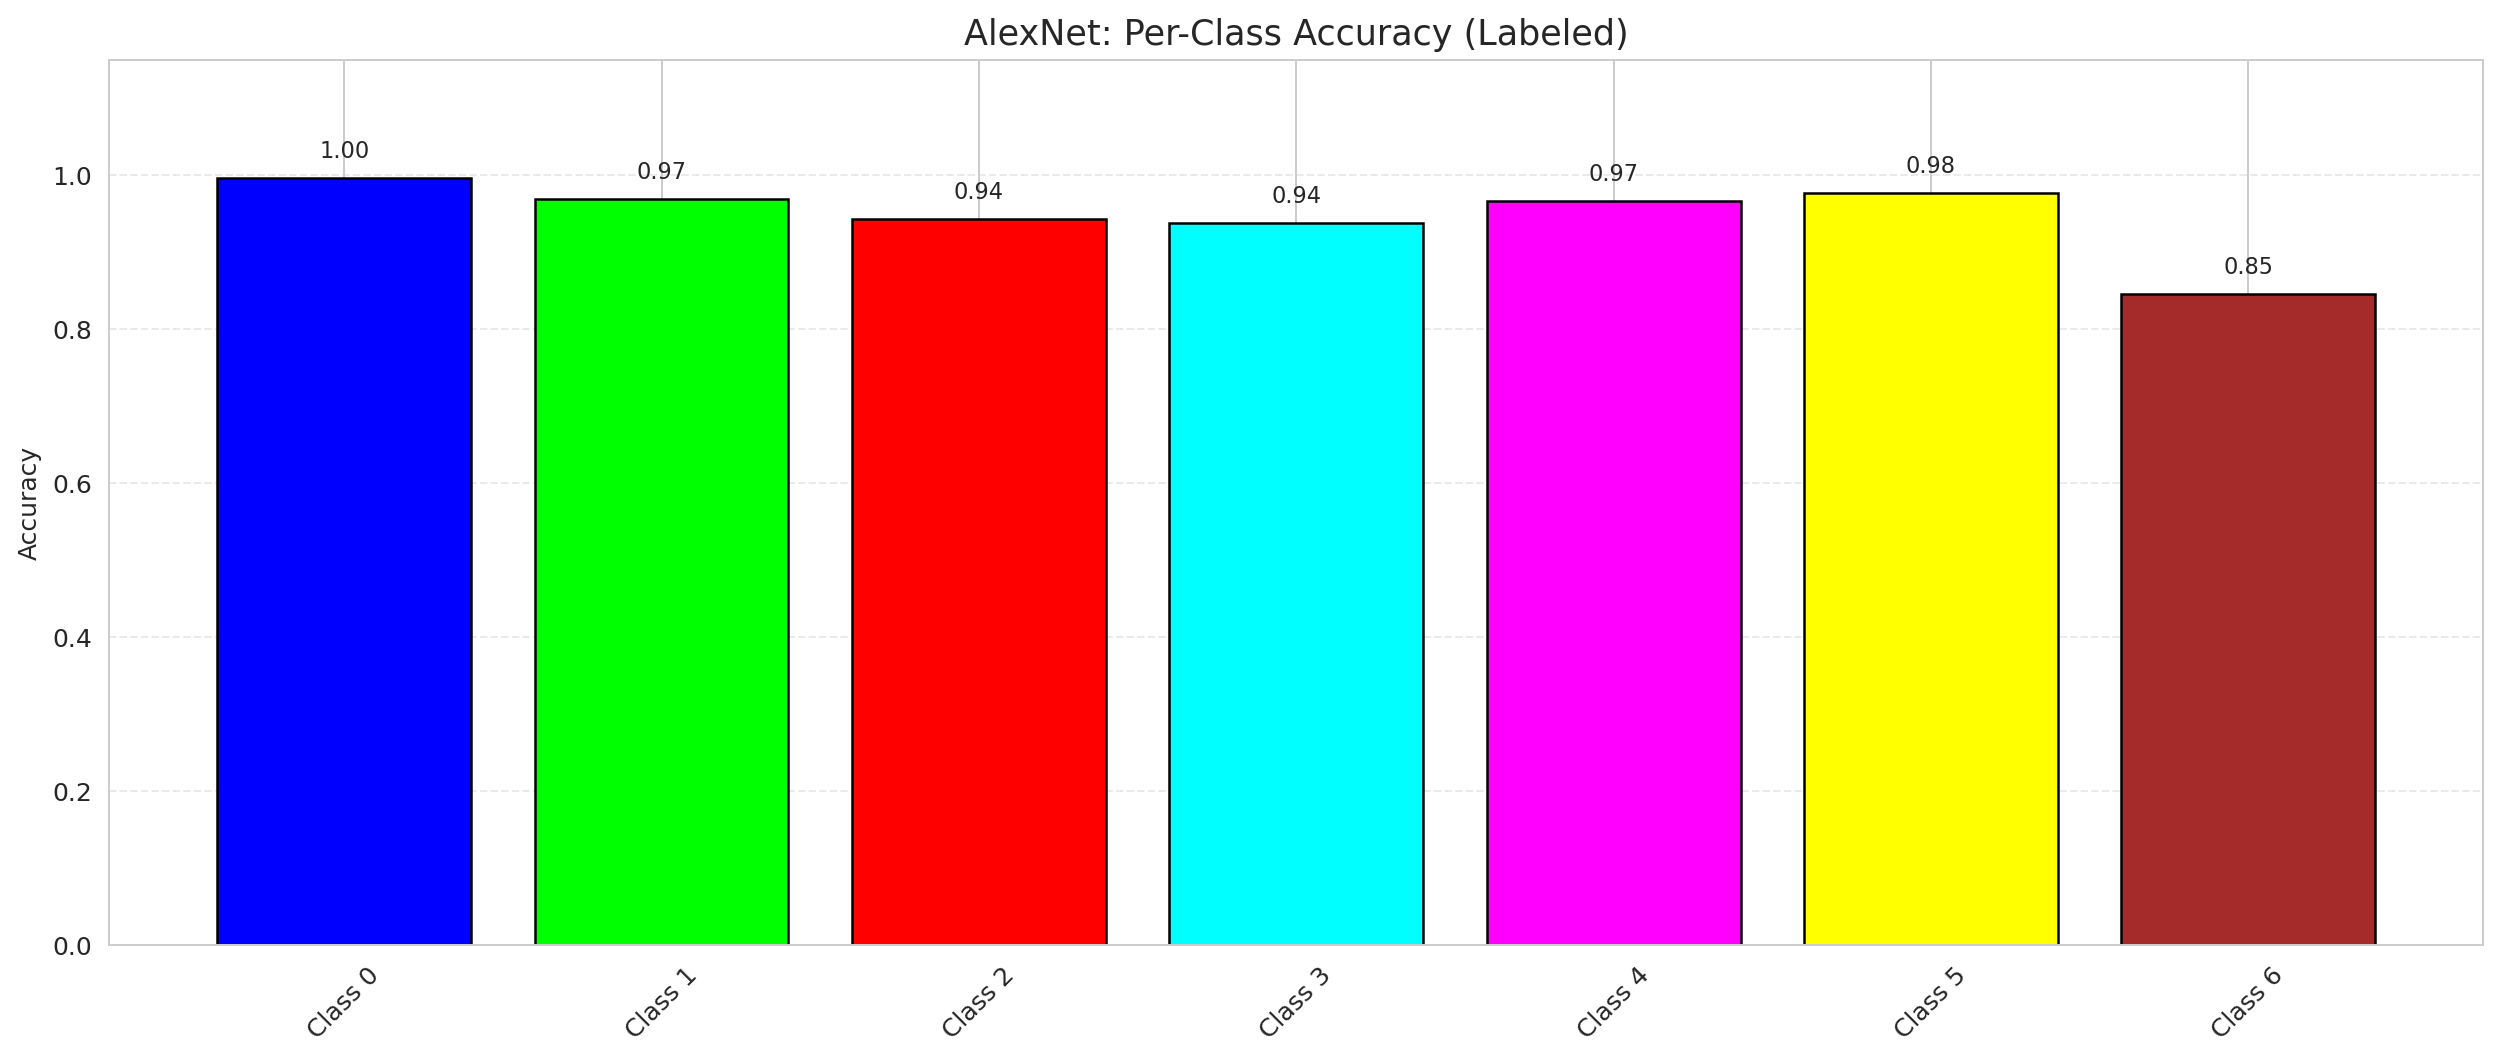 AlexNet: Per-Class Accuracy (Labeled)
Accuracy
1.0
0.8
0.6
0.4
0.2
0.0
1.00
0.97
0.94
0.94
0.97
0.98
0.85
Class 0
Class 1
Class 2
Class 3
Class 4
Class 5
Class 6